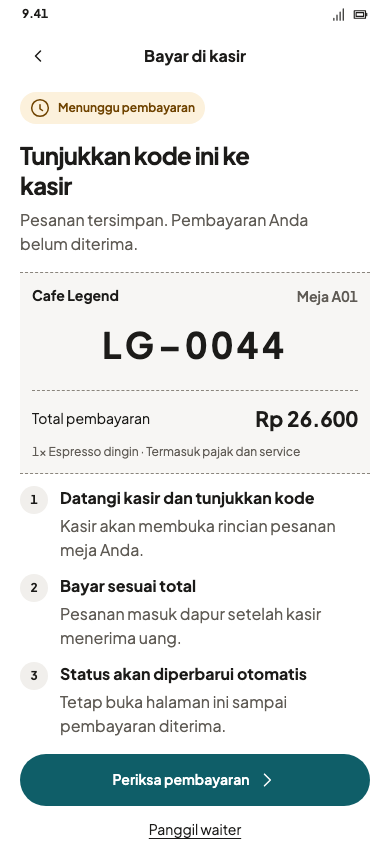 9.41
Bayar di kasir
Menunggu pembayaran
Tunjukkan kode ini ke
kasir
Pesanan tersimpan. Pembayaran Anda
belum diterima.
Cafe Legend
Meja A01
LG-0044
Total pembayaran
Rp 26.600
1× Espresso dingin · Termasuk pajak dan service
1
Datangi kasir dan tunjukkan kode
Kasir akan membuka rincian pesanan
meja Anda.
2
Bayar sesuai total
Pesanan masuk dapur setelah kasir
menerima uang.
3
Status akan diperbarui otomatis
Tetap buka halaman ini sampai
pembayaran diterima.
Periksa pembayaran
Panggil waiter